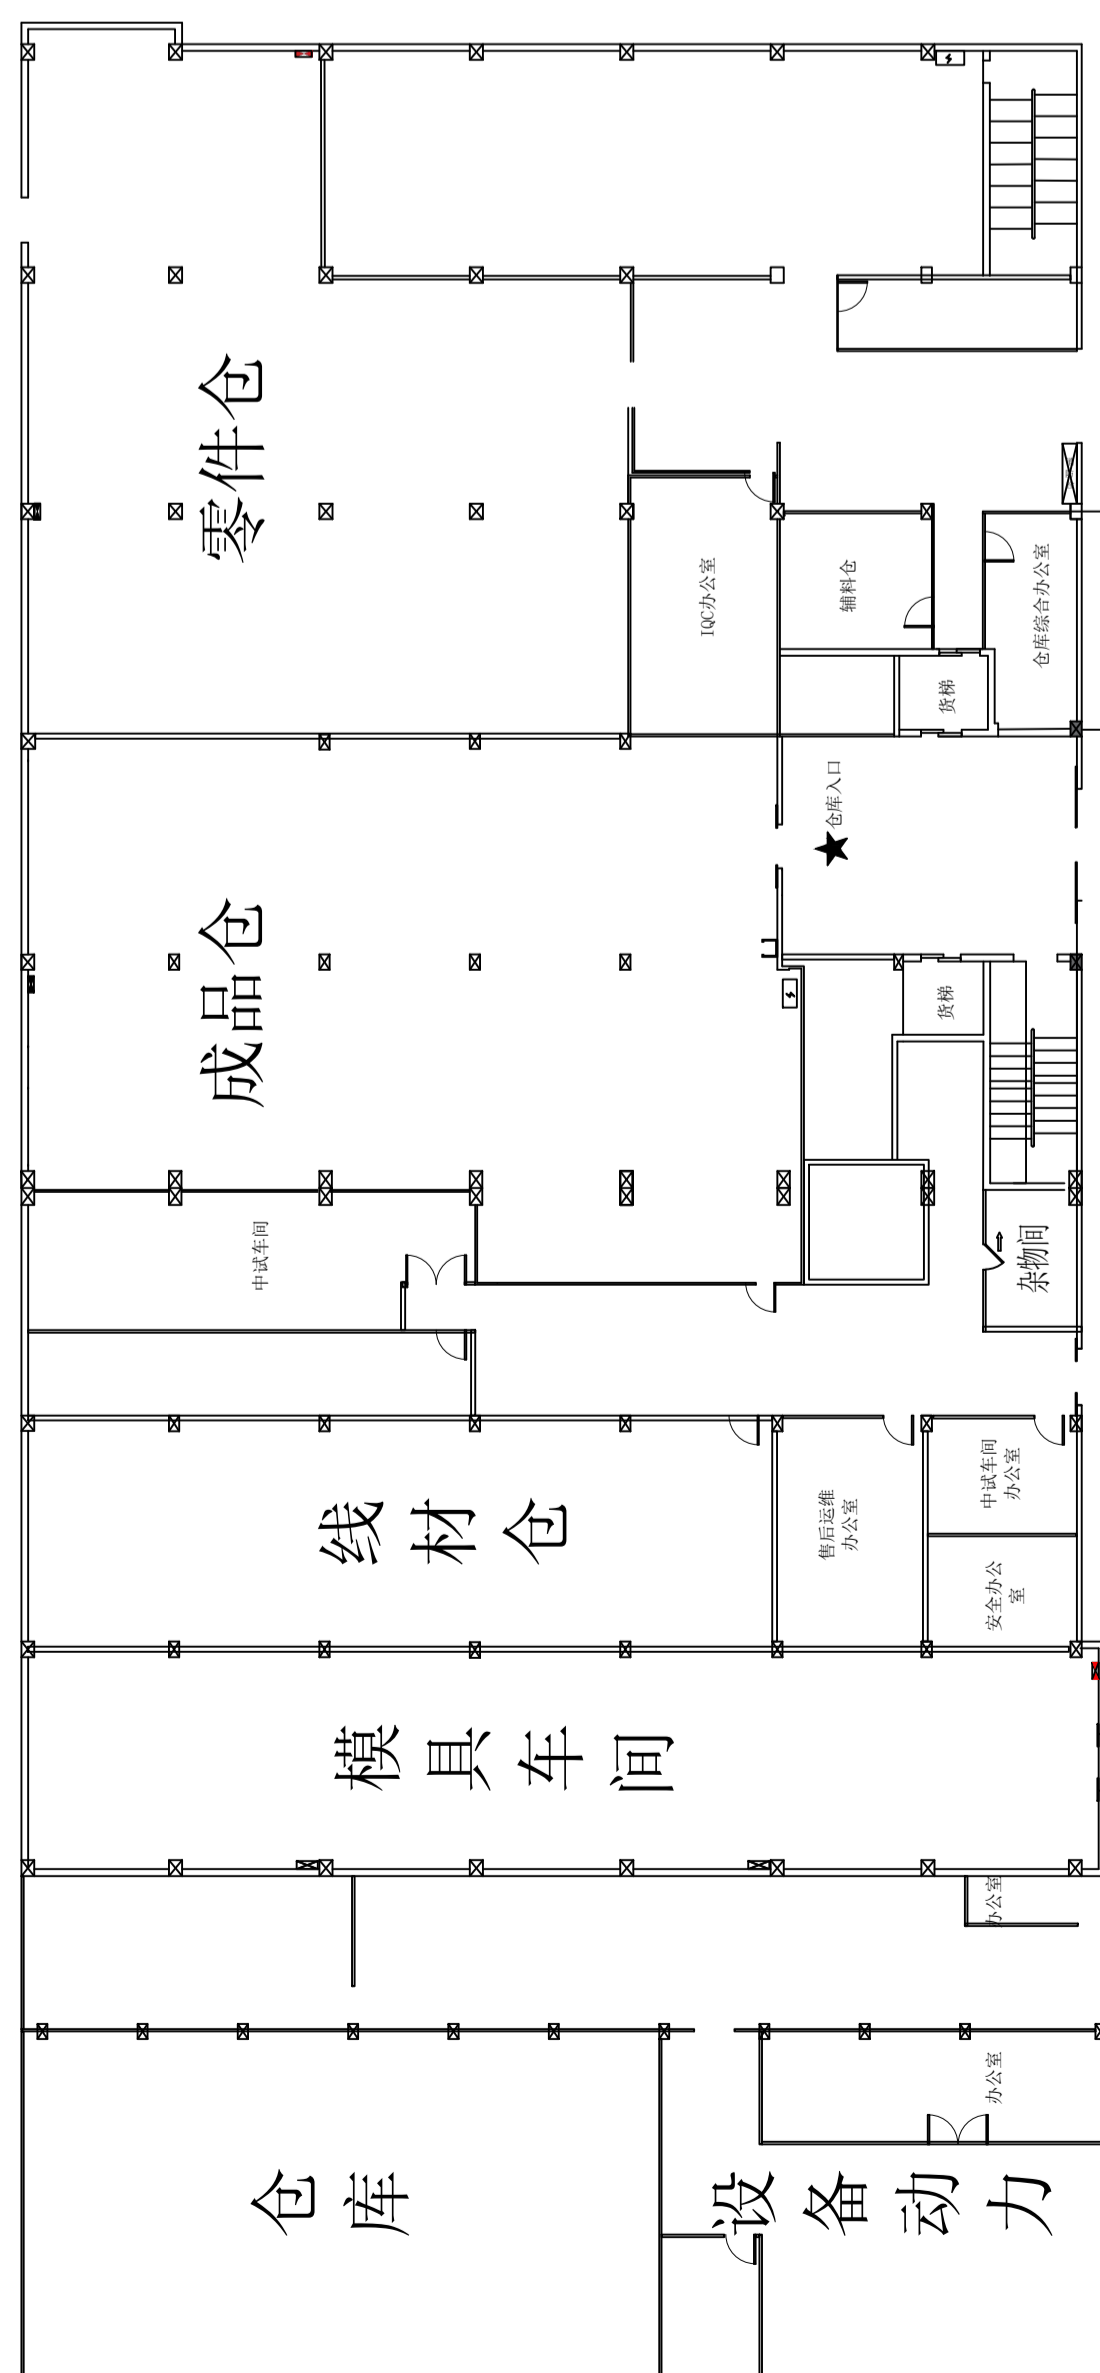 零件仓
IQC办公室
辅料仓
仓库综合办公室
货梯
仓库入口
成品仓
货梯
中试车间
杂物间
线材仓
售后运维
办公室
中试车间
办公室
安全办公
室
模具车间
办公室
办公室
仓库
设备动力